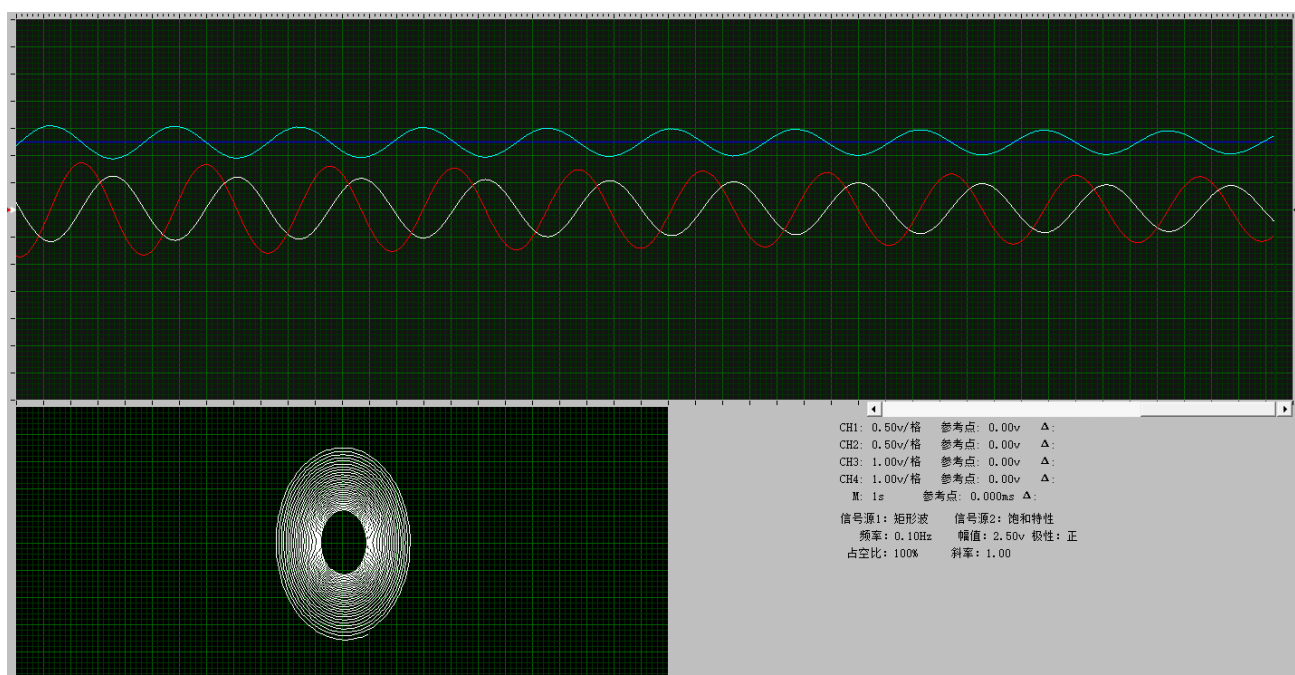 CH1: 0.50v/格 参考点: 0.00v Δ:
CH2: 0.50v/格 参考点: 0.00v Δ:
CH3: 1.00v/格 参考点: 0.00v Δ:
CH4: 1.00v/格 参考点: 0.00v Δ:
M: 1s 参考点: 0.000ms Δ:
信号源1: 矩形波 信号源2: 饱和特性
频率: 0.10Hz 幅值: 2.50v 极性: 正
占空比: 100% 斜率: 1.00